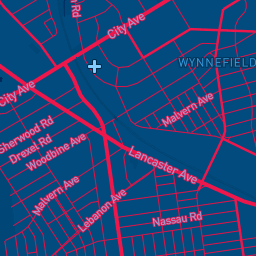 Rd
City Ave
WYNNEFIELD
City Ave
Malvern Ave
Sherwood Rd
Drexel Rd
Woodbine Ave
Lancaster Ave
Malvern Ave
Lebanon Ave
Nassau Rd